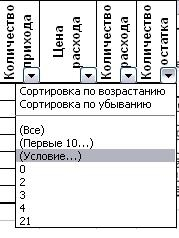 Количество
прихода
Цена
расхода
Количество
расхода
Количество
остатка
Сортировка по возрастанию
Сортировка по убыванию
(Все)
(Первые 10...)
(Условие...)
0
2
3
4
21